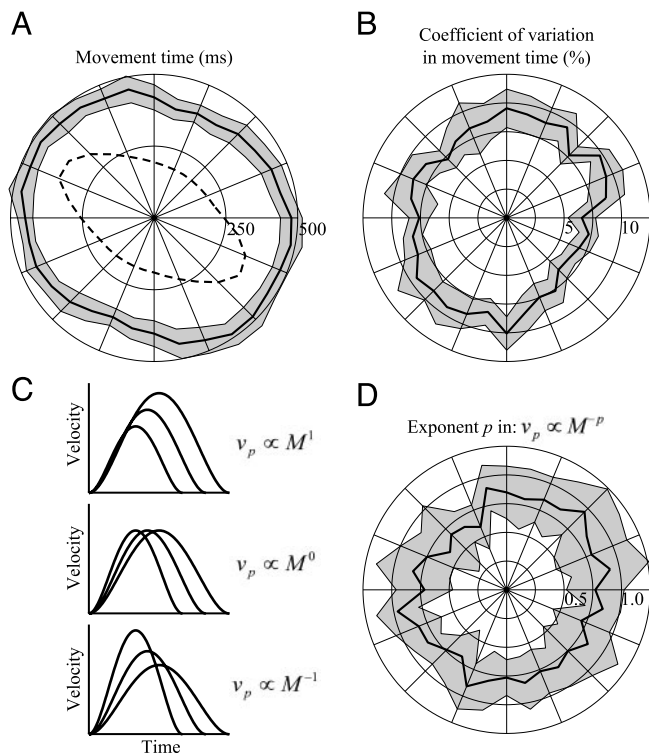 A
Movement time (ms)
250
500
B
Coefficient of variation
in movement time (%)
5
10
C
Velocity
v_p ∝ M^1
Velocity
v_p ∝ M^0
Velocity
v_p ∝ M^{-1}
Time
D
Exponent p in: v_p ∝ M^{-p}
0.5
1.0